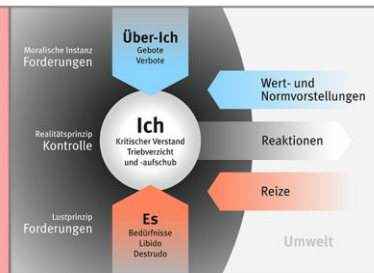 Über-Ich
Gebote
Verbote
Moralische Instanz
Forderungen
Wert- und
Normvorstellungen
Ich
Kritischer Verstand
Triebverzicht
und -aufschub
Realitätsprinzip
Kontrolle
Reaktionen
Reize
Es
Bedürfnisse
Libido
Destrudo
Lustprinzip
Forderungen
Umwelt